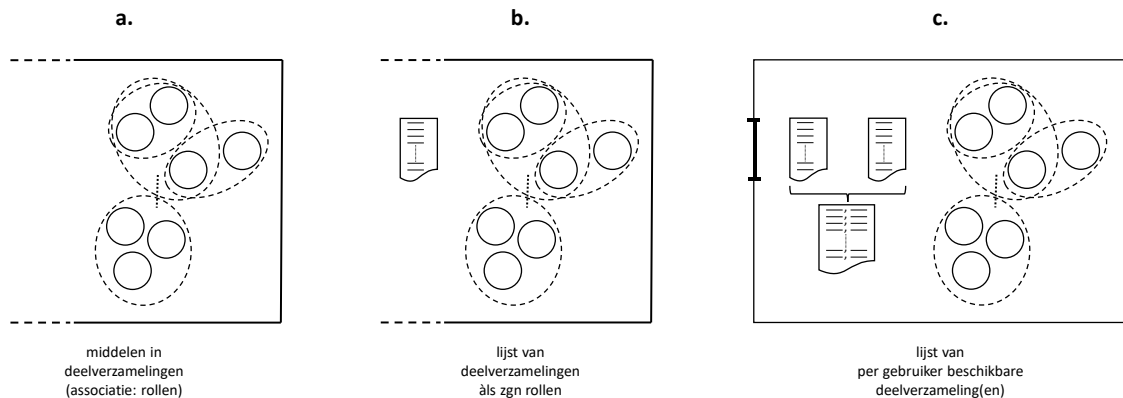 a.
b.
c.
middelen in
deelverzamelingen
(associatie: rollen)
lijst van
deelverzamelingen
àls zgn rollen
lijst van
per gebruiker beschikbare
deelverzameling(en)